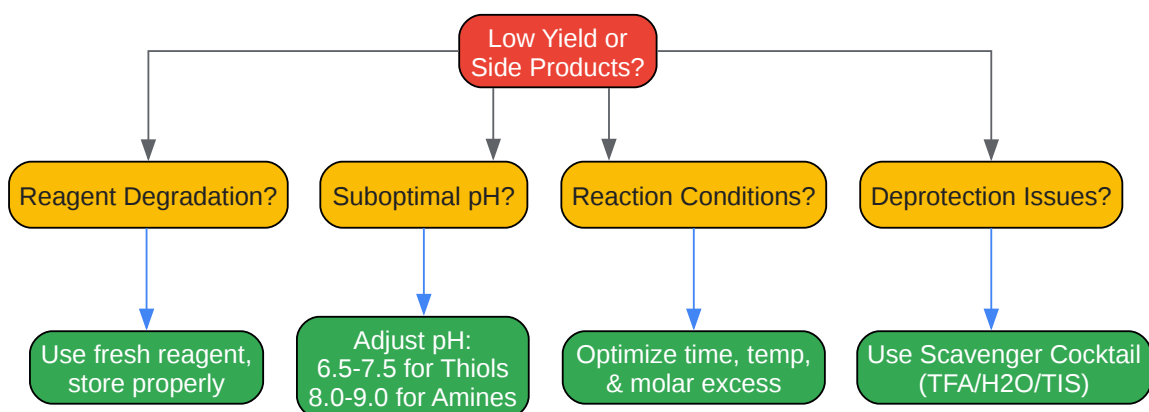 Low Yield or
Side Products?
Reagent Degradation?
Suboptimal pH?
Reaction Conditions?
Deprotection Issues?
Use fresh reagent,
store properly
Adjust pH:
6.5-7.5 for Thiols
8.0-9.0 for Amines
Optimize time, temp,
& molar excess
Use Scavenger Cocktail
(TFA/H2O/TIS)